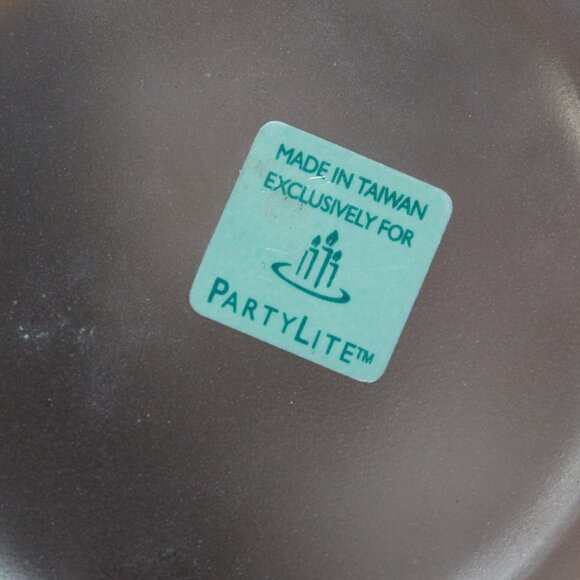 MADE IN TAIWAN
EXCLUSIVELY FOR
PARTYLITE™